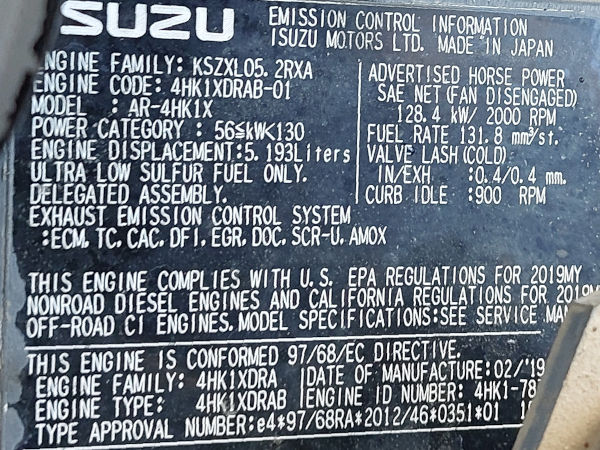 SUZU
EMISSION CONTROL INFORMATION
ISUZU MOTORS LTD. MADE IN JAPAN
ENGINE FAMILY: KSZXL05.2RXA
ENGINE CODE: 4HK1XDRAB-01
MODEL : AR-4HK1X
POWER CATEGORY : 56≤kW<130
ENGINE DISPLACEMENT:5.193Liters
ULTRA LOW SULFUR FUEL ONLY.
DELEGATED ASSEMBLY.
EXHAUST EMISSION CONTROL SYSTEM
:ECM, TC, CAC, DFI, EGR, DOC, SCR-U, AMOX
ADVERTISED HORSE POWER
SAE NET(FAN DISENGAGED)
128.4 kW/ 2000 RPM
FUEL RATE 131.8 mm³/st.
VALVE LASH(COLD)
IN/EXH : 0.4/0.4 mm.
CURB IDLE : 900 RPM
THIS ENGINE COMPLIES WITH U.S. EPA REGULATIONS FOR 2019MY
NONROAD DIESEL ENGINES AND CALIFORNIA REGULATIONS FOR 2019M
OFF-ROAD CI ENGINES. MODEL SPECIFICATIONS:SEE SERVICE MAN
THIS ENGINE IS CONFORMED 97/68/EC DIRECTIVE.
ENGINE FAMILY: 4HK1XDRA
ENGINE TYPE: 4HK1XDRAB
DATE OF MANUFACTURE: 02/'19
ENGINE ID NUMBER: 4HK1-78
TYPE APPROVAL NUMBER:e4*97/68RA*2012/46*0351*01